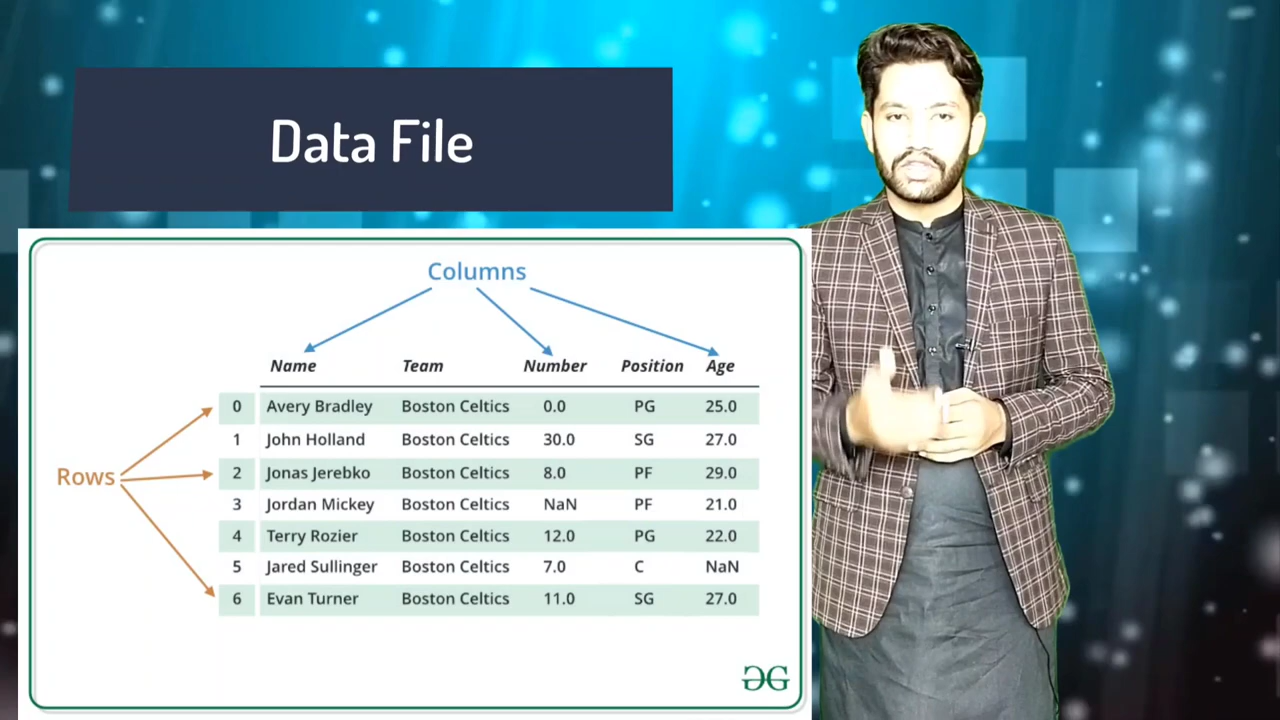 Data File
Columns
Name Team Number Position Age
0 Avery Bradley Boston Celtics 0.0 PG 25.0
1 John Holland Boston Celtics 30.0 SG 27.0
Rows
2 Jonas Jerebko Boston Celtics 8.0 PF 29.0
3 Jordan Mickey Boston Celtics NaN PF 21.0
4 Terry Rozier Boston Celtics 12.0 PG 22.0
5 Jared Sullinger Boston Celtics 7.0 C NaN
6 Evan Turner Boston Celtics 11.0 SG 27.0